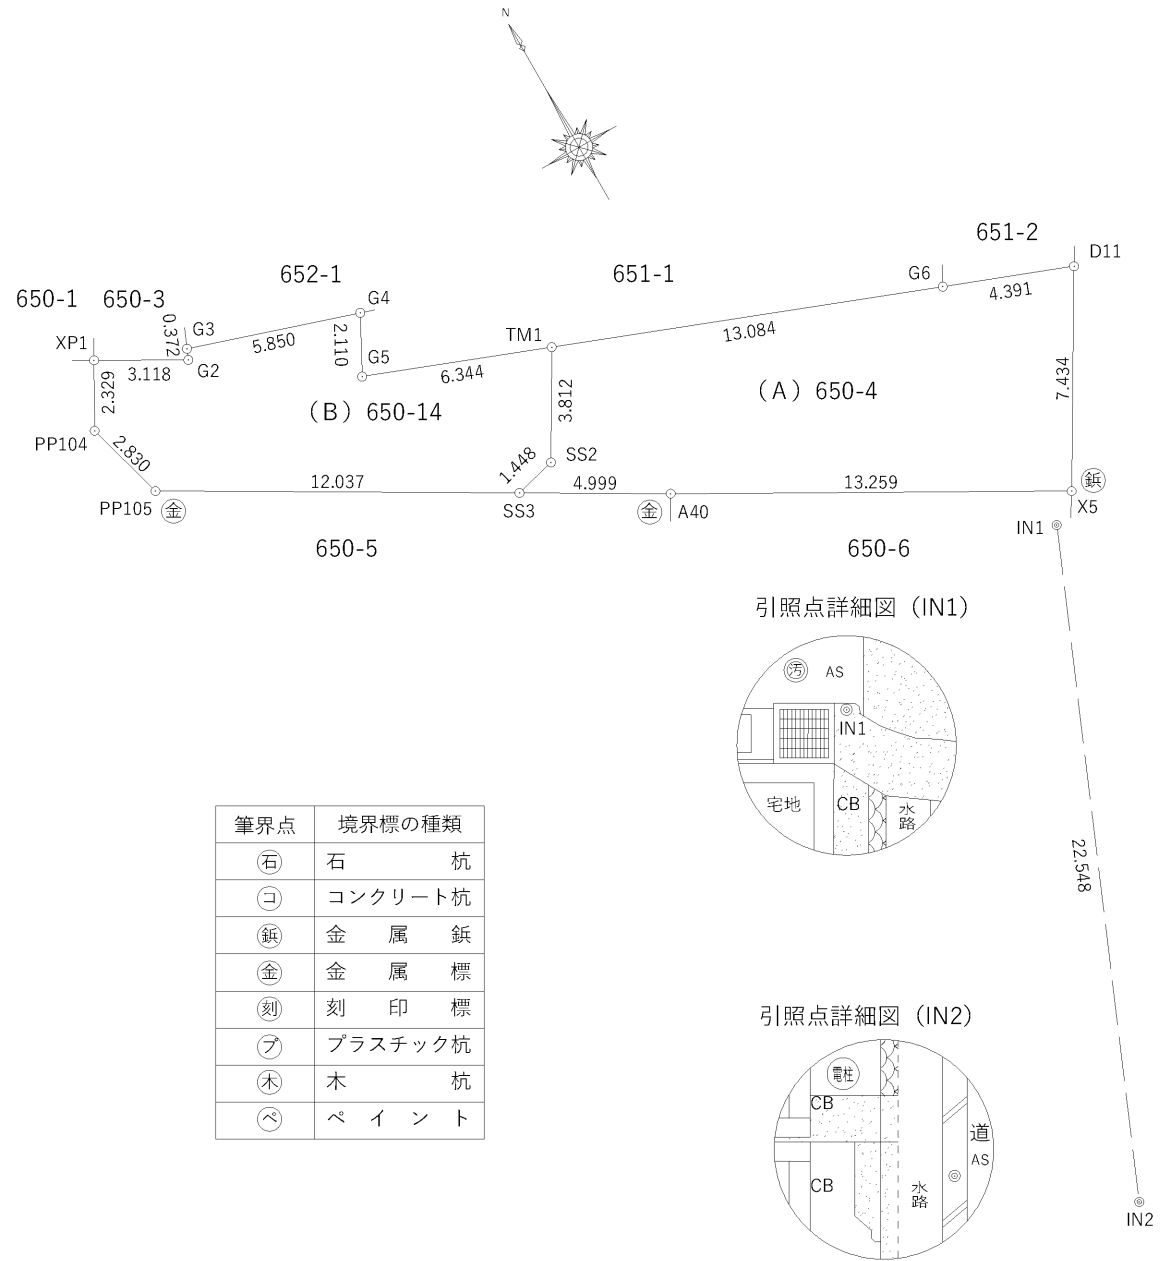 N
651-2
D11
652-1
651-1
G6
4.391
650-1
650-3
G4
XP1
0.372
G3
5.850
2.110
TM1
13.084
G2
G5
3.118
6.344
2.329
3.812
7.434
(B)650-14
(A)650-4
PP104
2.830
1.448
SS2
12.037
4.999
13.259
鋲
PP105
金
SS3
金
A40
X5
IN1
650-5
650-6
引照点詳細図(IN1)
汚
AS
IN1
宅地
CB
水路
22.548
筆界点
境界標の種類
石
石杭
コ
コンクリート杭
鋲
金属鋲
金
金属標
刻
刻印標
プ
プラスチック杭
木
木杭
ペ
ペイント
引照点詳細図(IN2)
電柱
CB
道
AS
CB
水路
IN2